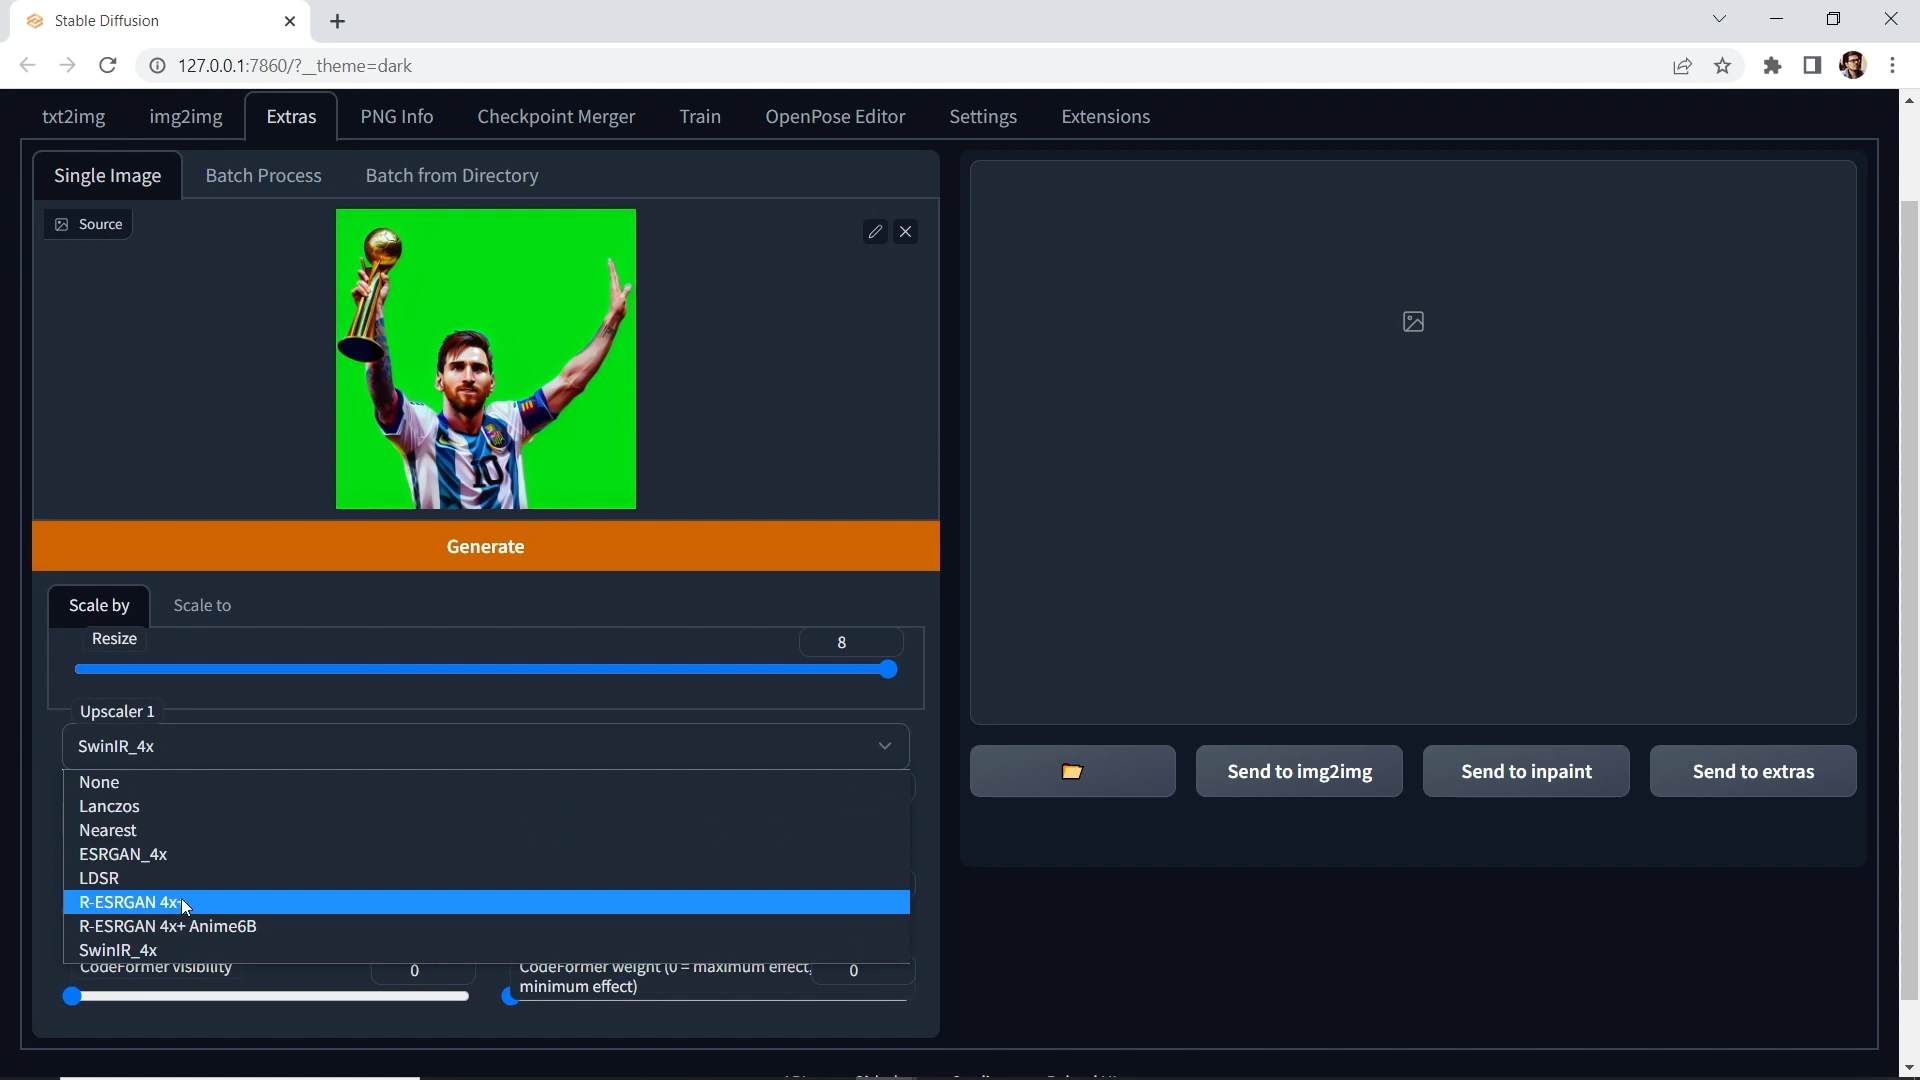 Stable Diffusion
127.0.0.1:7860/?__theme=dark
txt2img img2img Extras PNG Info Checkpoint Merger Train OpenPose Editor Settings Extensions
Single Image Batch Process Batch from Directory
Source
10
Generate
Scale by Scale to
Resize 8
Upscaler 1
SwinIR_4x
Send to img2img Send to inpaint Send to extras
None
Lanczos
Nearest
ESRGAN_4x
LDSR
R-ESRGAN 4x+
R-ESRGAN 4x+ Anime6B
SwinIR_4x
CodeFormer visibility 0
CodeFormer weight (0 = maximum effect, 0
minimum effect)